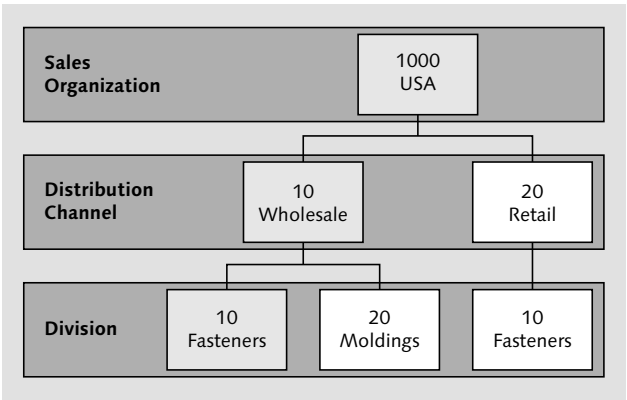 Sales
Organization
1000
USA
Distribution
Channel
10
Wholesale
20
Retail
Division
10
Fasteners
20
Moldings
10
Fasteners